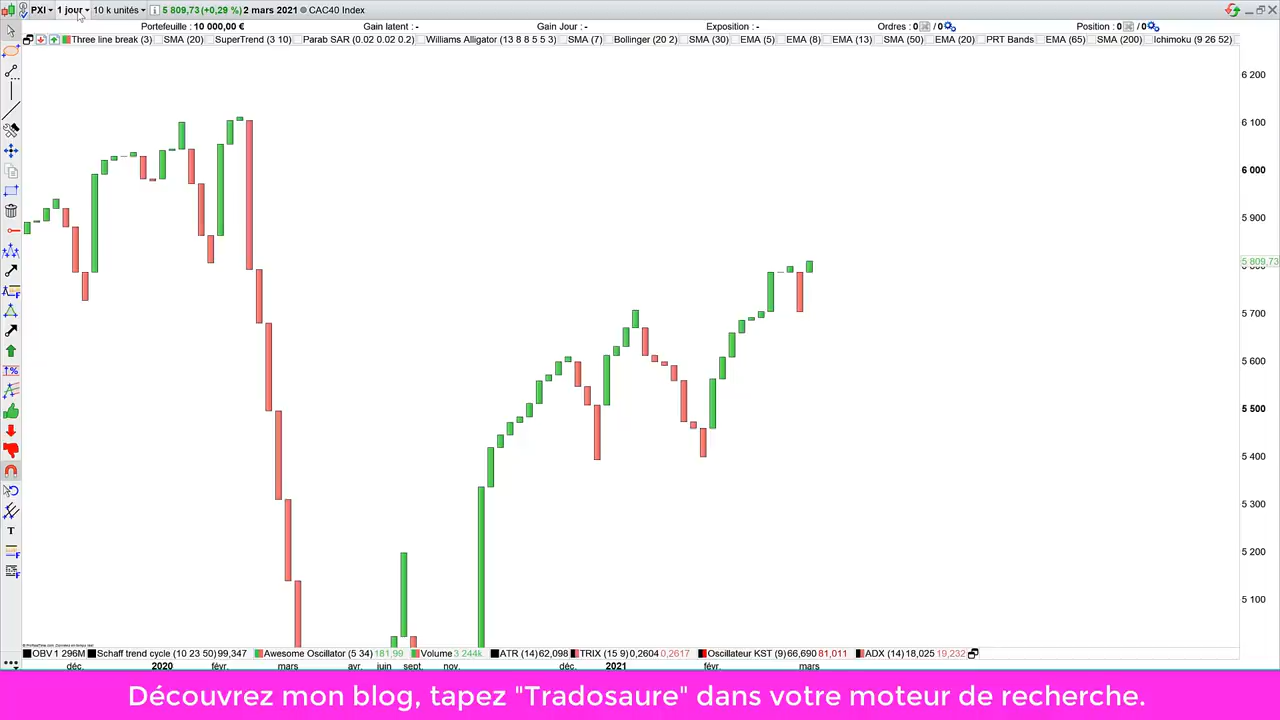 PXI 1 jour 10 k unités i 5 809,73 (+0,29 %) 2 mars 2021 CAC40 Index
Portefeuille : 10 000,00 € Gain latent : - Gain Jour : - Exposition : - Ordres : 0 / 0 Position : 0 / 0
Three line break (3) SMA (20) SuperTrend (3 10) Parab SAR (0.02 0.02 0.2) Williams Alligator (13 8 8 5 5 3) SMA (7) Bollinger (20 2) SMA (30) EMA (5) EMA (8) EMA (13) SMA (50) EMA (20) PRT Bands EMA (65) SMA (200) Ichimoku (9 26 52)
6 200
6 100
6 000
5 900
5 809,73
5 700
5 600
5 500
5 400
5 300
5 200
5 100
OBV 1 296M Schaff trend cycle (10 23 50) 99,347 Awesome Oscillator (5 34) 181,99 Volume 3 244k ATR (14) 62,098 TRIX (15 9) 0,2604 0,2617 Oscillateur KST (9) 66,690 81,011 ADX (14) 18,025 19,232
déc. 2020 févr. mars avr. juin sept. nov. déc. 2021 févr. mars
Découvrez mon blog, tapez "Tradosaure" dans votre moteur de recherche.